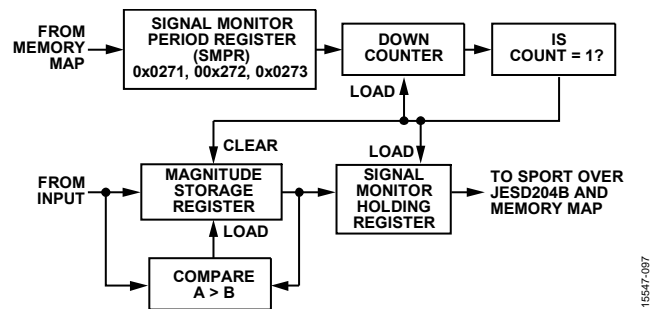 FROM
MEMORY
MAP
SIGNAL MONITOR
PERIOD REGISTER
(SMPR)
0x0271, 00x272, 0x0273
DOWN
COUNTER
IS
COUNT = 1?
LOAD
CLEAR
LOAD
FROM
INPUT
MAGNITUDE
STORAGE
REGISTER
SIGNAL
MONITOR
HOLDING
REGISTER
TO SPORT OVER
JESD204B AND
MEMORY MAP
LOAD
COMPARE
A > B
15547-097